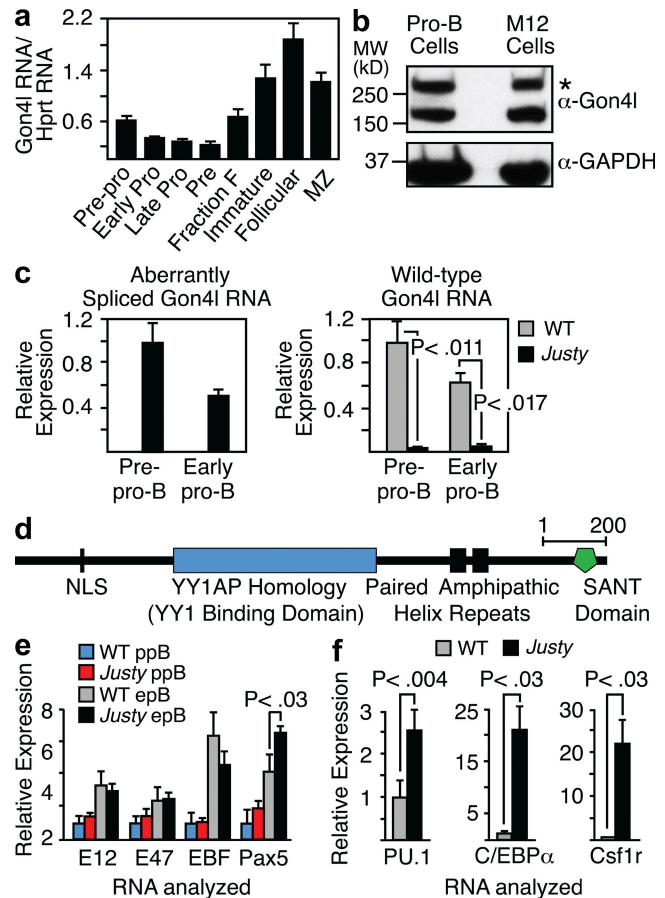 a
Gon4l RNA/
Hprt RNA
2.2
1.4
0.6
Pre-pro
Early Pro
Late Pro
Pre
Fraction F
Immature
Follicular
MZ
b
Pro-B
Cells
M12
Cells
MW
(kD)
250
150
37
*
α-Gon4l
α-GAPDH
c
Aberrantly
Spliced Gon4l RNA
Relative
Expression
1.2
0.8
0.4
Pre-
pro-B
Early
pro-B
Wild-type
Gon4l RNA
Relative
Expression
1.2
0.8
0.4
P< .011
P< .017
WT
Justy
Pre-
pro-B
Early
pro-B
d
1 200
NLS
YY1AP Homology
(YY1 Binding Domain)
Paired Amphipathic
Helix Repeats
SANT
Domain
e
WT ppB
Justy ppB
WT epB
Justy epB
P< .03
Relative Expression
8
6
4
2
E12 E47 EBF Pax5
RNA analyzed
f
WT Justy
P< .004 P< .03 P< .03
Relative Expression
3
2
1
PU.1
25
15
5
C/EBPα
30
20
10
Csf1r
RNA analyzed